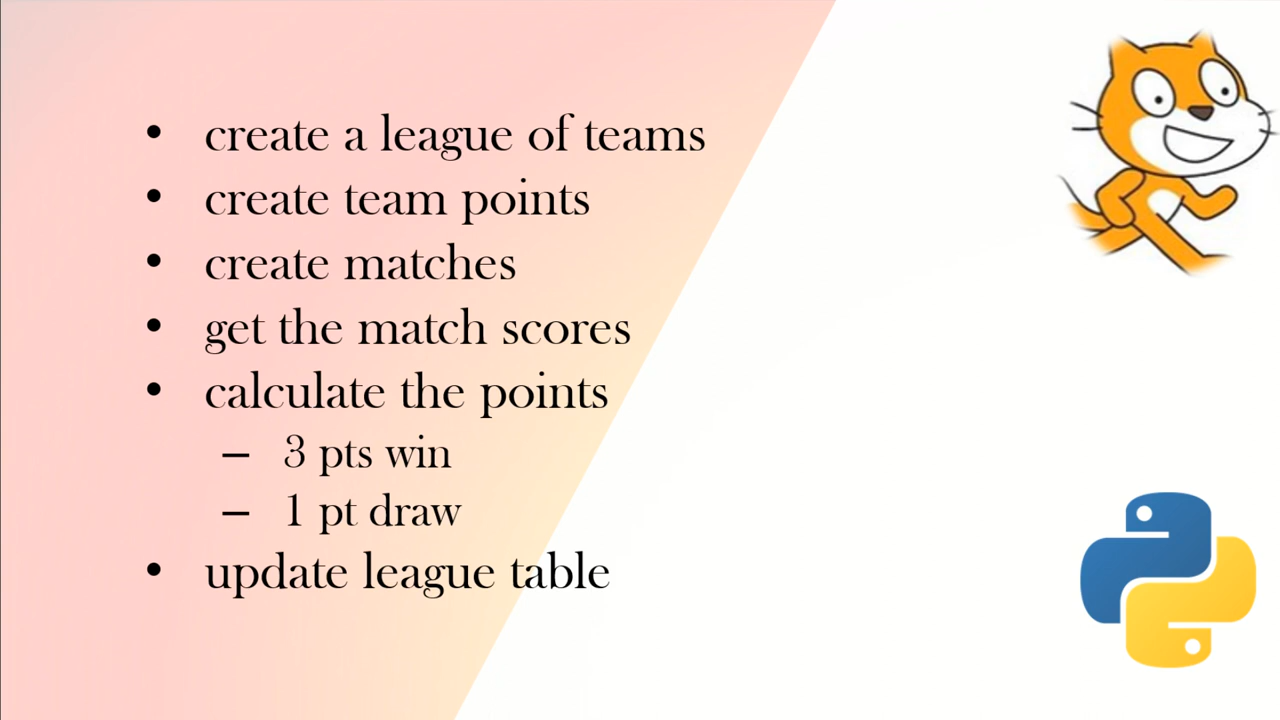 • create a league of teams
• create team points
• create matches
• get the match scores
• calculate the points
– 3 pts win
– 1 pt draw
• update league table